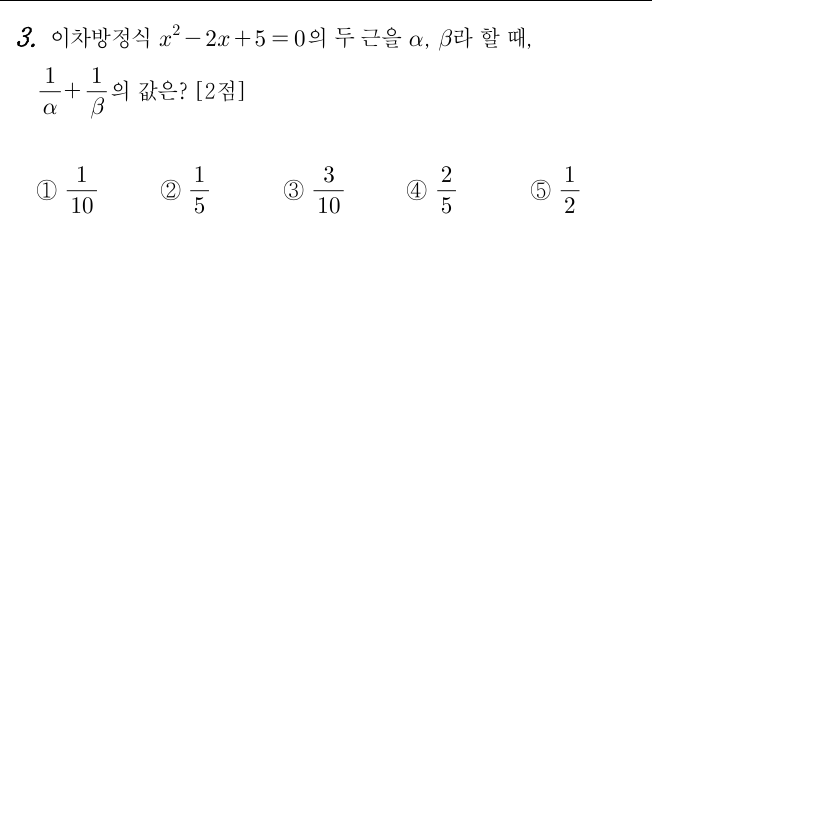 3. 이차방정식 $x^2-2x+5=0$의 두 근을 $\alpha$, $\beta$라 할 때,
$\frac{1}{\alpha}+\frac{1}{\beta}$의 값은? [2점]
① $\frac{1}{10}$ ② $\frac{1}{5}$ ③ $\frac{3}{10}$ ④ $\frac{2}{5}$ ⑤ $\frac{1}{2}$